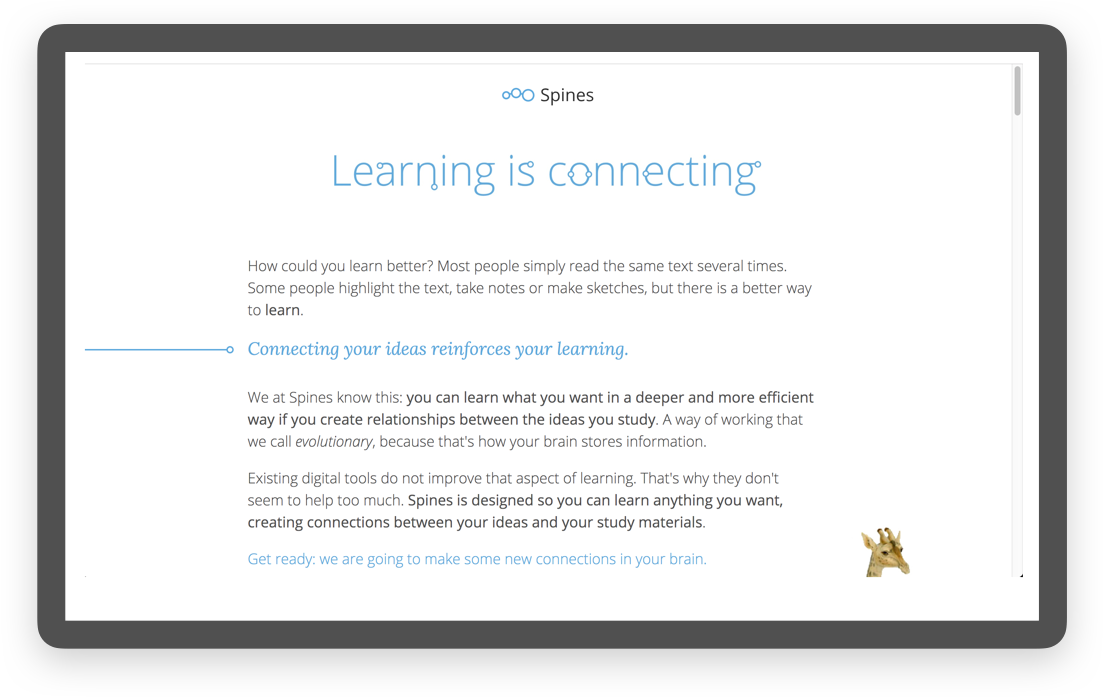 Spines
Learning is connecting
How could you learn better? Most people simply read the same text several times.
Some people highlight the text, take notes or make sketches, but there is a better way
to learn.
Connecting your ideas reinforces your learning.
We at Spines know this: you can learn what you want in a deeper and more efficient
way if you create relationships between the ideas you study. A way of working that
we call evolutionary, because that's how your brain stores information.
Existing digital tools do not improve that aspect of learning. That's why they don't
seem to help too much. Spines is designed so you can learn anything you want,
creating connections between your ideas and your study materials.
Get ready: we are going to make some new connections in your brain.